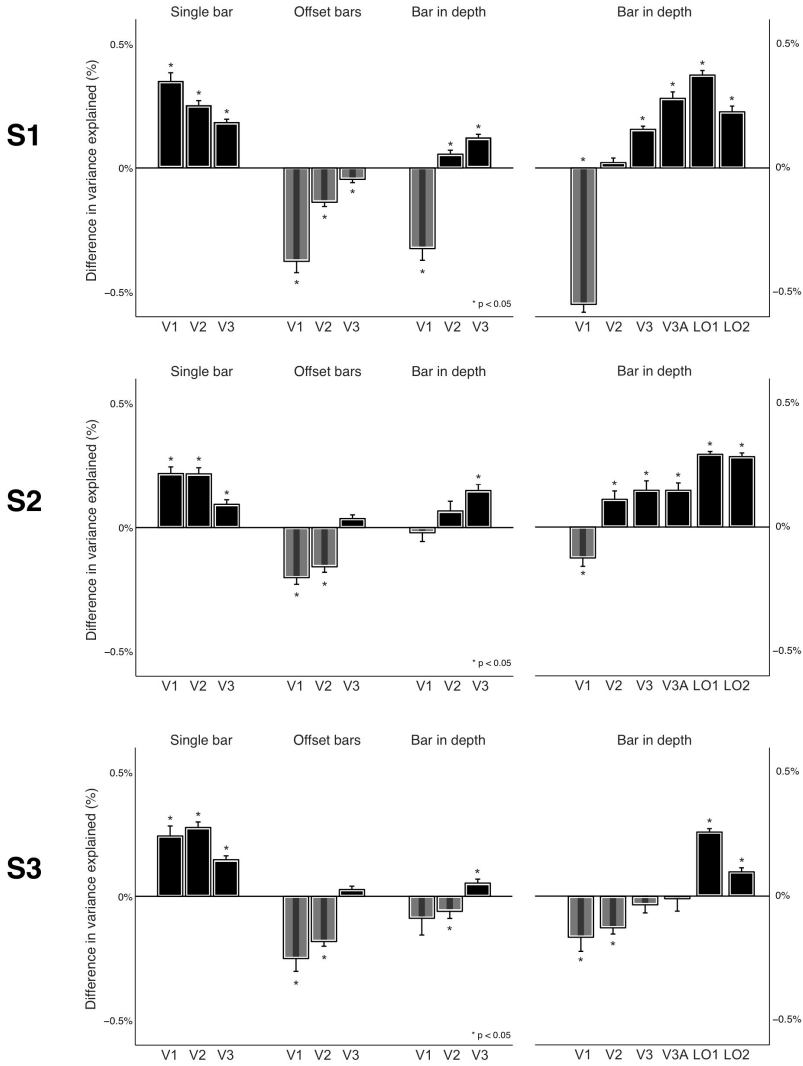 Single bar Offset bars Bar in depth Bar in depth
S1
Difference in variance explained (%)
0.5% 0.5%
* * * * * * * *
* * *
0% 0%
* * * *
−0.5% −0.5%
* p < 0.05
V1 V2 V3 V1 V2 V3 V1 V2 V3 V1 V2 V3 V3A LO1 LO2
Single bar Offset bars Bar in depth Bar in depth
S2
Difference in variance explained (%)
0.5% 0.5%
* * * * * * * * *
0% 0%
* * *
−0.5% −0.5%
* p < 0.05
V1 V2 V3 V1 V2 V3 V1 V2 V3 V1 V2 V3 V3A LO1 LO2
Single bar Offset bars Bar in depth Bar in depth
S3
Difference in variance explained (%)
0.5% 0.5%
* * * * * *
0% 0%
* * * * *
−0.5% −0.5%
* p < 0.05
V1 V2 V3 V1 V2 V3 V1 V2 V3 V1 V2 V3 V3A LO1 LO2